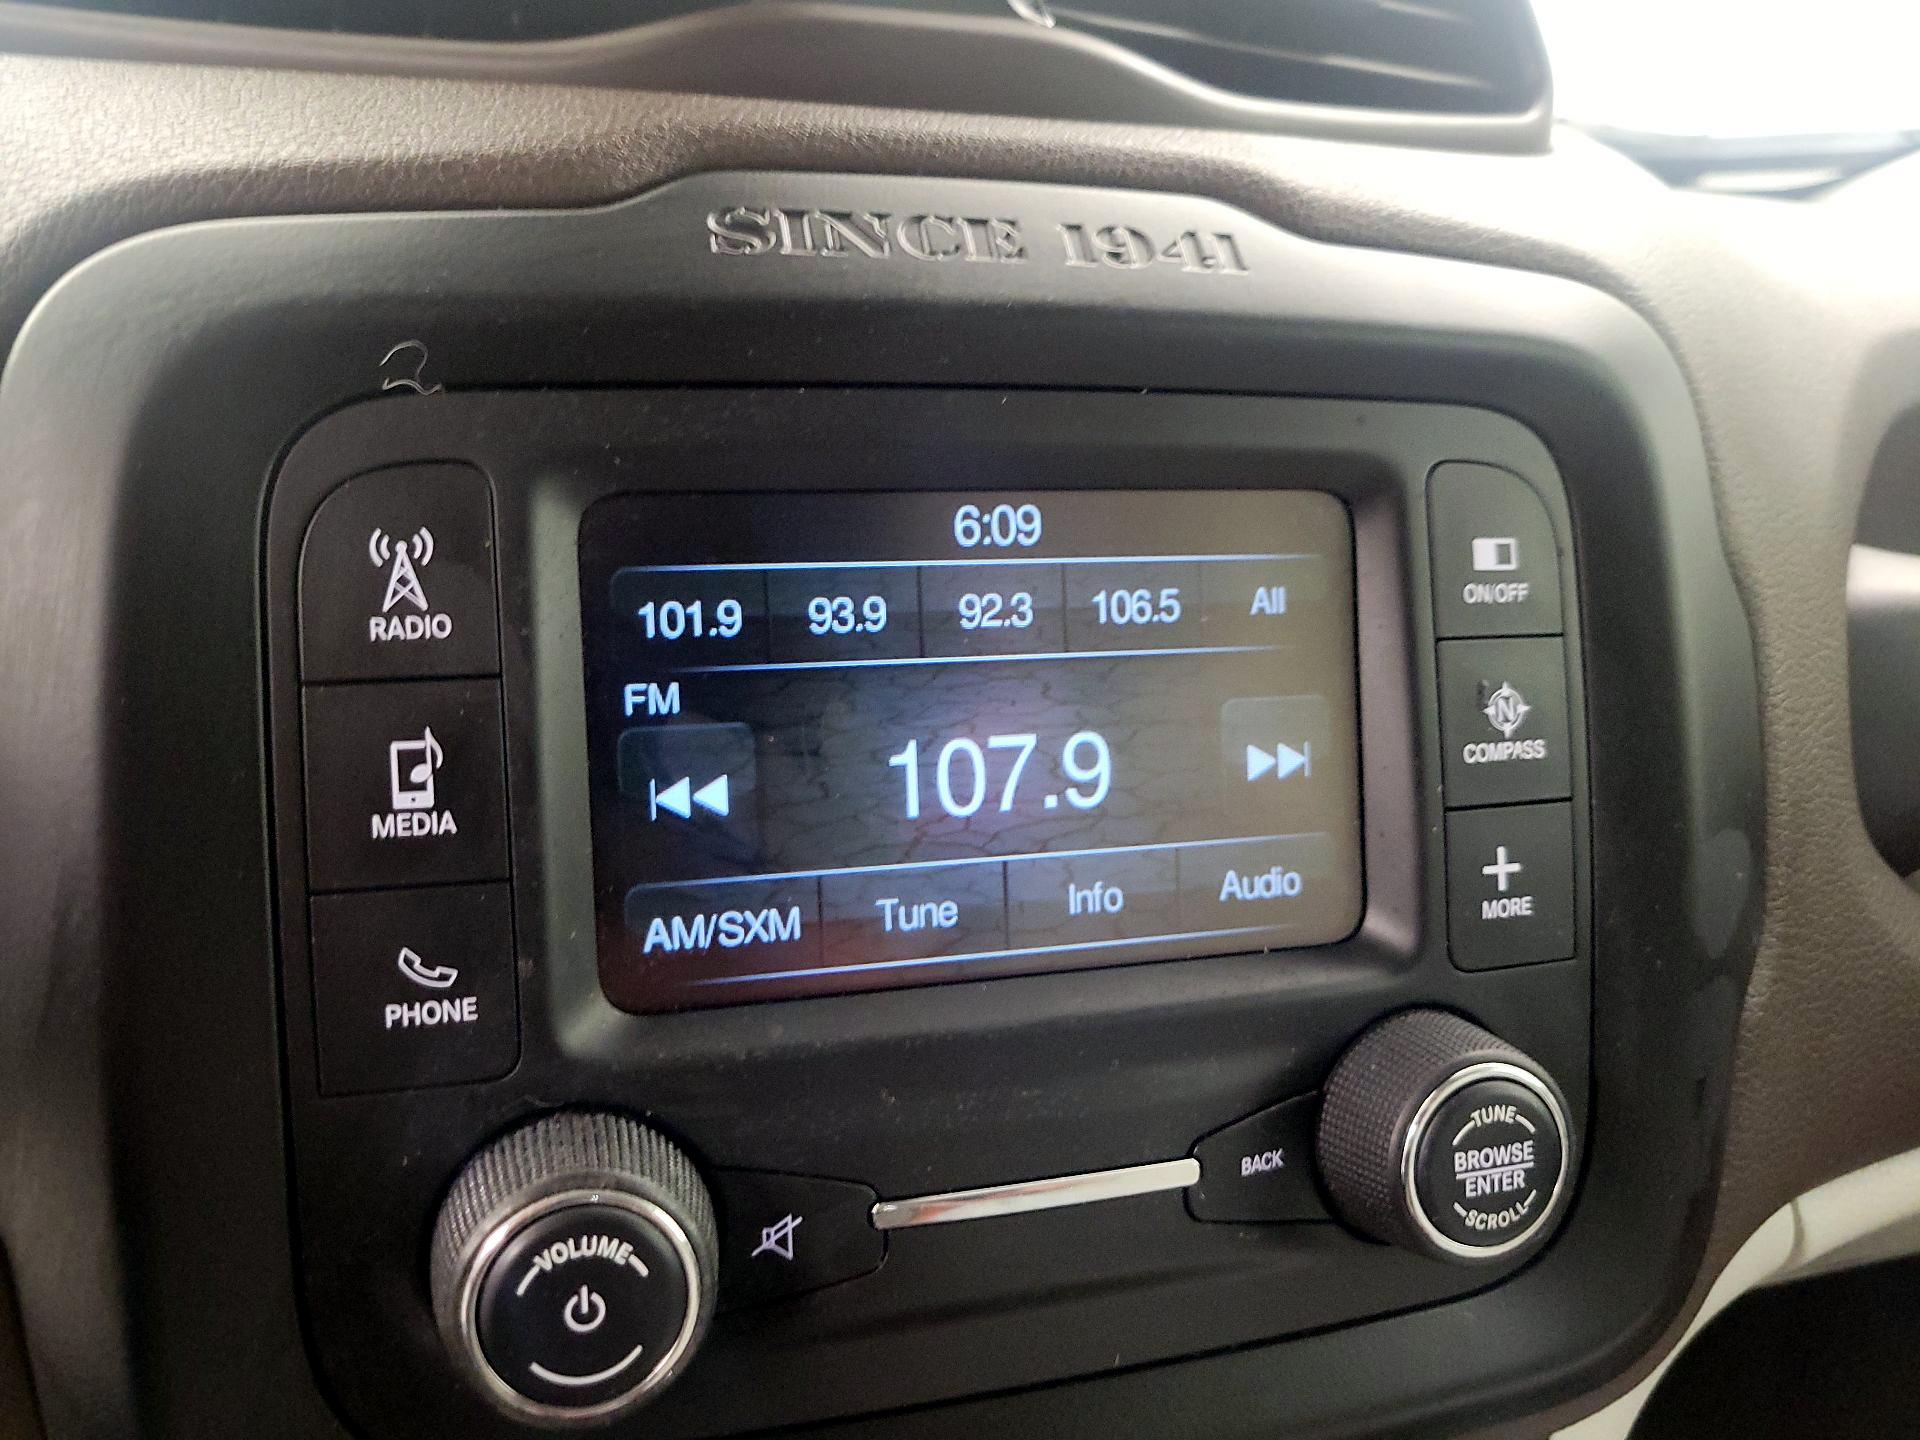 SINCE 1941
RADIO
MEDIA
PHONE
6:09
101.9 93.9 92.3 106.5 All
FM
107.9
AM/SXM Tune Info Audio
ON/OFF
N
COMPASS
MORE
VOLUME
BACK
TUNE
BROWSE
ENTER
SCROLL